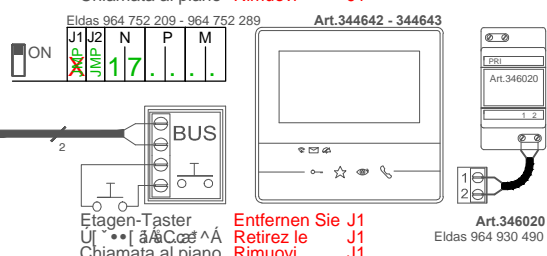 Chiamata al piano Rimuovi J1
Eldas 964 752 209 - 964 752 289 Art.344642 - 344643
J1 J2 N P M
ON
JMP JMP 1 7 . . . .
PRI
Art.346020
1 2
BUS
2
1
2
Etagen-Taster Entfernen Sie J1
Retirez le J1
Chiamata al piano Rimuovi J1
Art.346020
Eldas 964 930 490